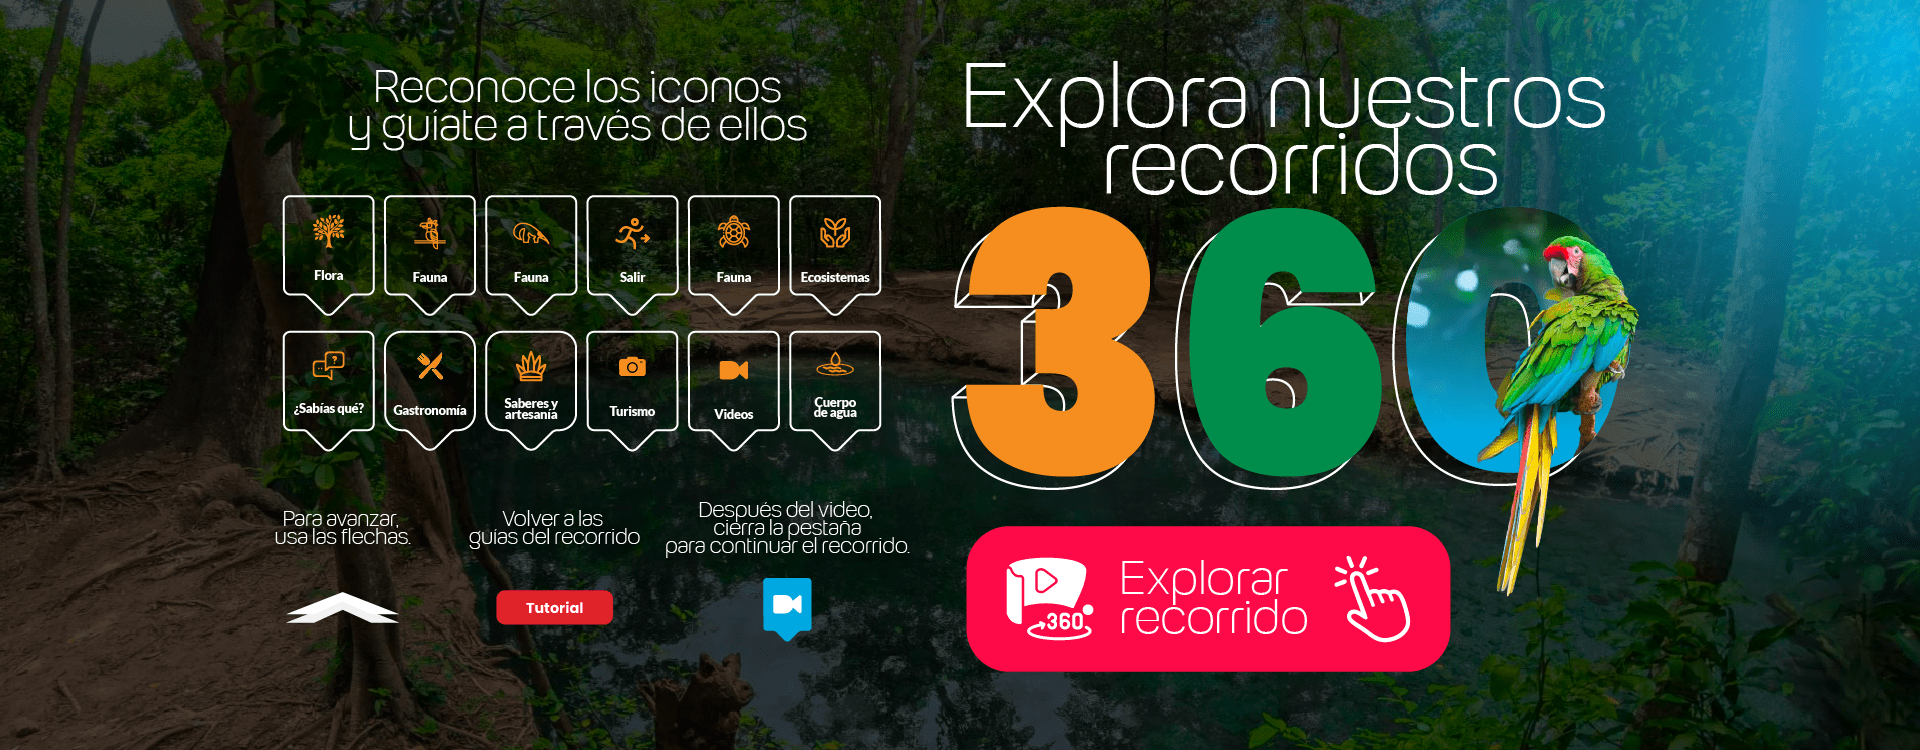 Reconoce los iconos
y guíate a través de ellos
Flora
Fauna
Fauna
Salir
Fauna
Ecosistemas
¿Sabías qué?
Gastronomía
Saberes y
artesanía
Turismo
Videos
Cuerpo
de agua
Para avanzar,
usa las flechas.
Volver a las
guías del recorrido
Tutorial
Después del video,
cierra la pestaña
para continuar el recorrido.
Explora nuestros
recorridos
360
360
Explorar
recorrido